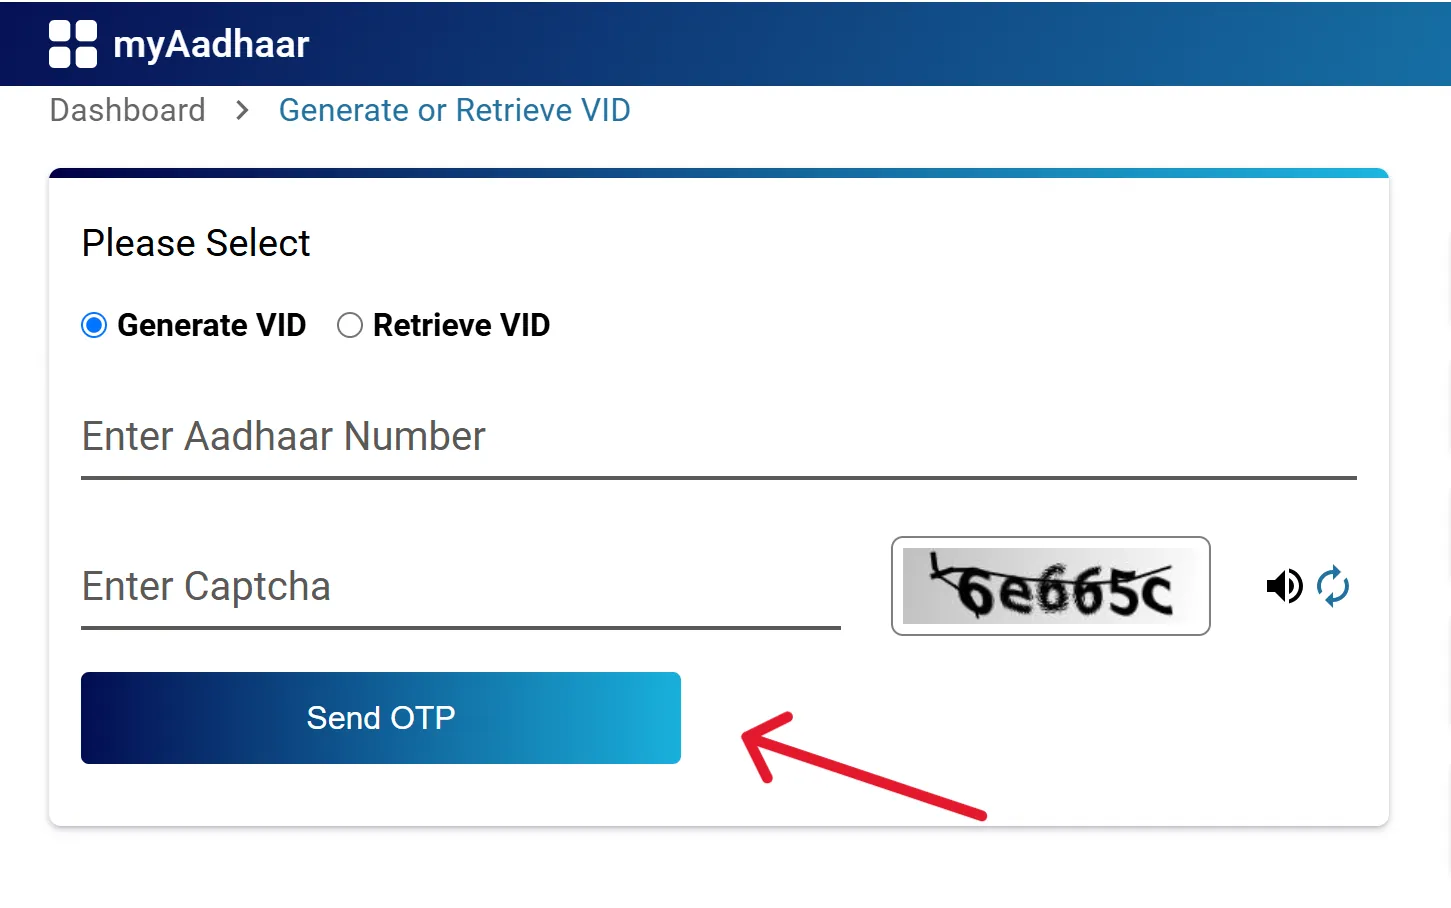 myAadhaar
Dashboard > Generate or Retrieve VID
Please Select
Generate VID Retrieve VID
Enter Aadhaar Number
Enter Captcha 6e665c
Send OTP